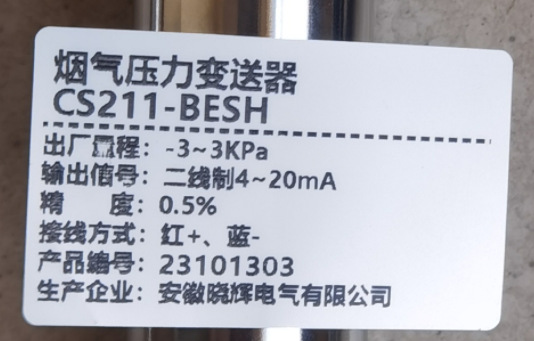 烟气压力变送器
CS211-BESH
出厂量程：-3~3KPa
输出信号：二线制4~20mA
精 度：0.5%
接线方式：红+、蓝-
产品编号：23101303
生产企业：安徽晓辉电气有限公司